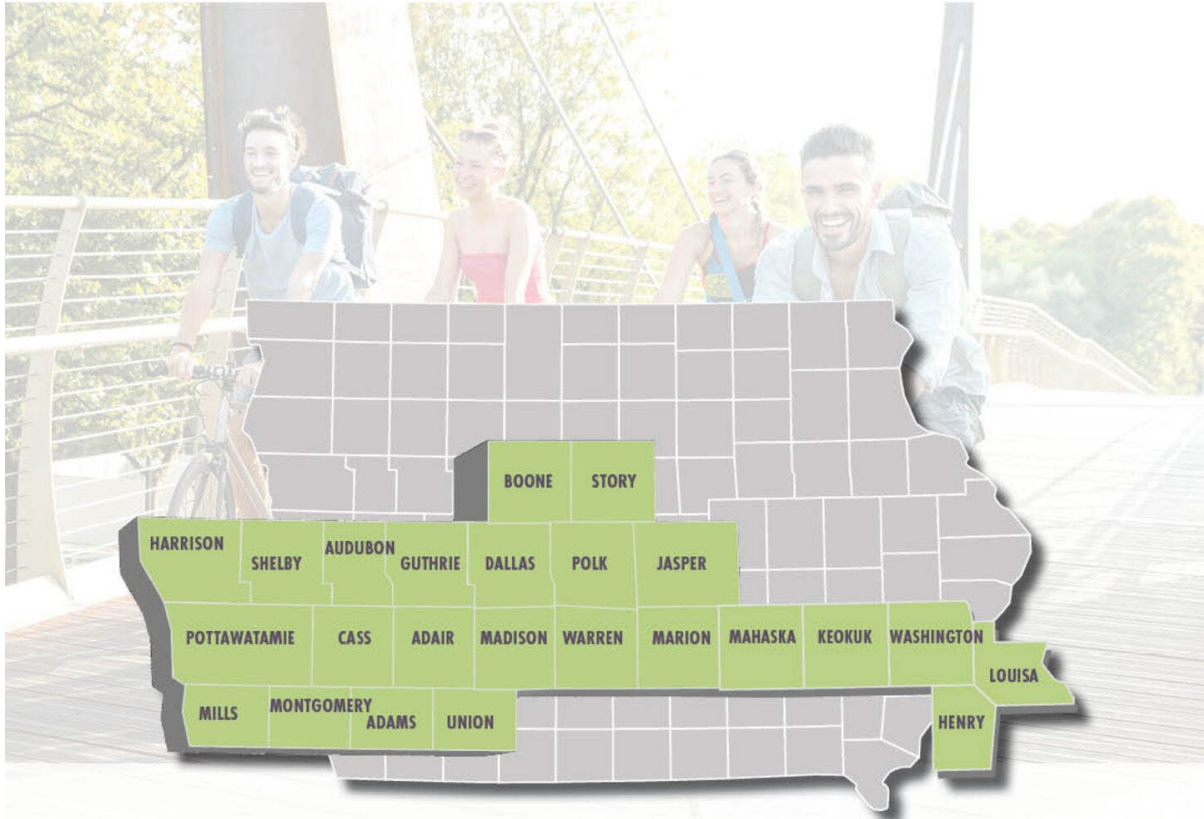 BOONE
STORY
HARRISON
SHELBY
AUDUBON
GUTHRIE
DALLAS
POLK
JASPER
POTTAWATAMIE
CASS
ADAIR
MADISON
WARREN
MARION
MAHASKA
KEOKUK
WASHINGTON
LOUISA
MILLS
MONTGOMERY
ADAMS
UNION
HENRY